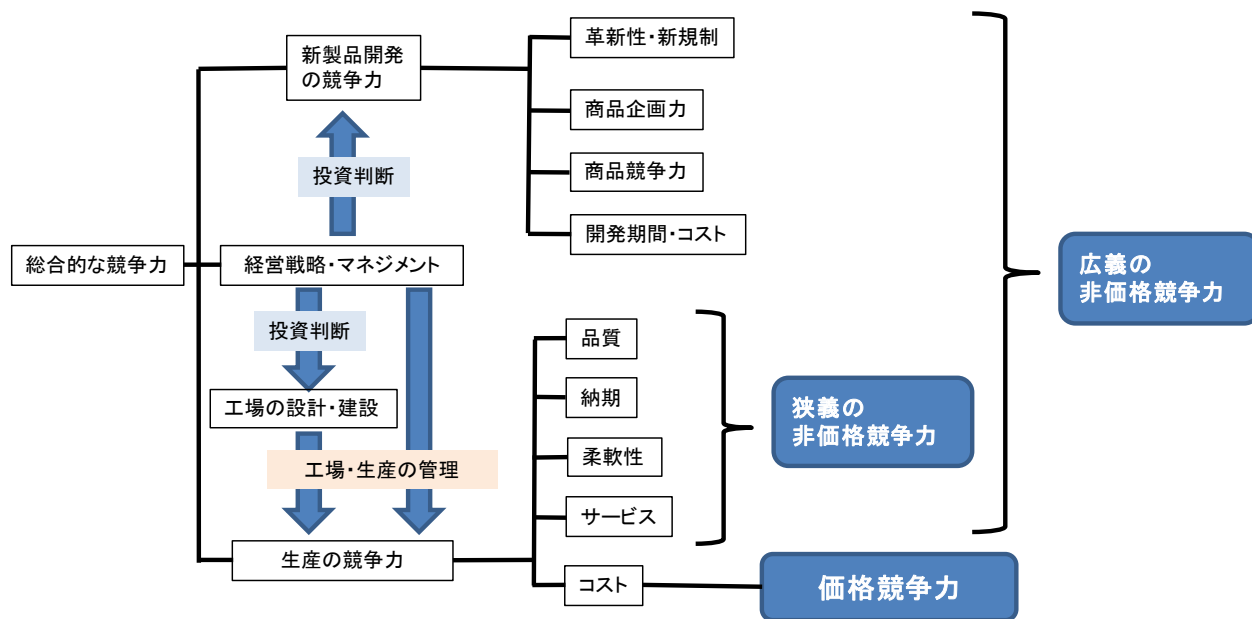 新製品開発
の競争力
革新性・新規制
商品企画力
投資判断
商品競争力
開発期間・コスト
総合的な競争力
経営戦略・マネジメント
広義の
非価格競争力
投資判断
品質
工場の設計・建設
納期
狭義の
非価格競争力
工場・生産の管理
柔軟性
サービス
生産の競争力
コスト
価格競争力